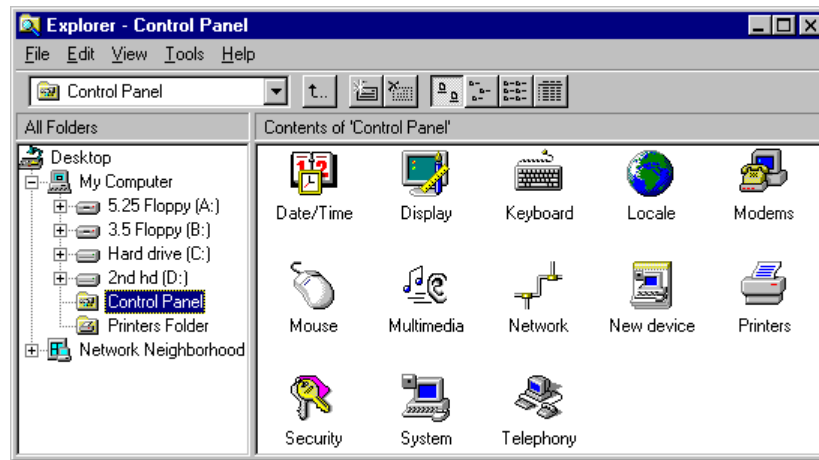 Explorer - Control Panel
File Edit View Tools Help
Control Panel
All Folders
Contents of 'Control Panel'
Desktop
My Computer
5.25 Floppy (A:)
3.5 Floppy (B:)
Hard drive (C:)
2nd hd (D:)
Control Panel
Printers Folder
Network Neighborhood
Date/Time Display Keyboard Locale Modems
Mouse Multimedia Network New device Printers
Security System Telephony